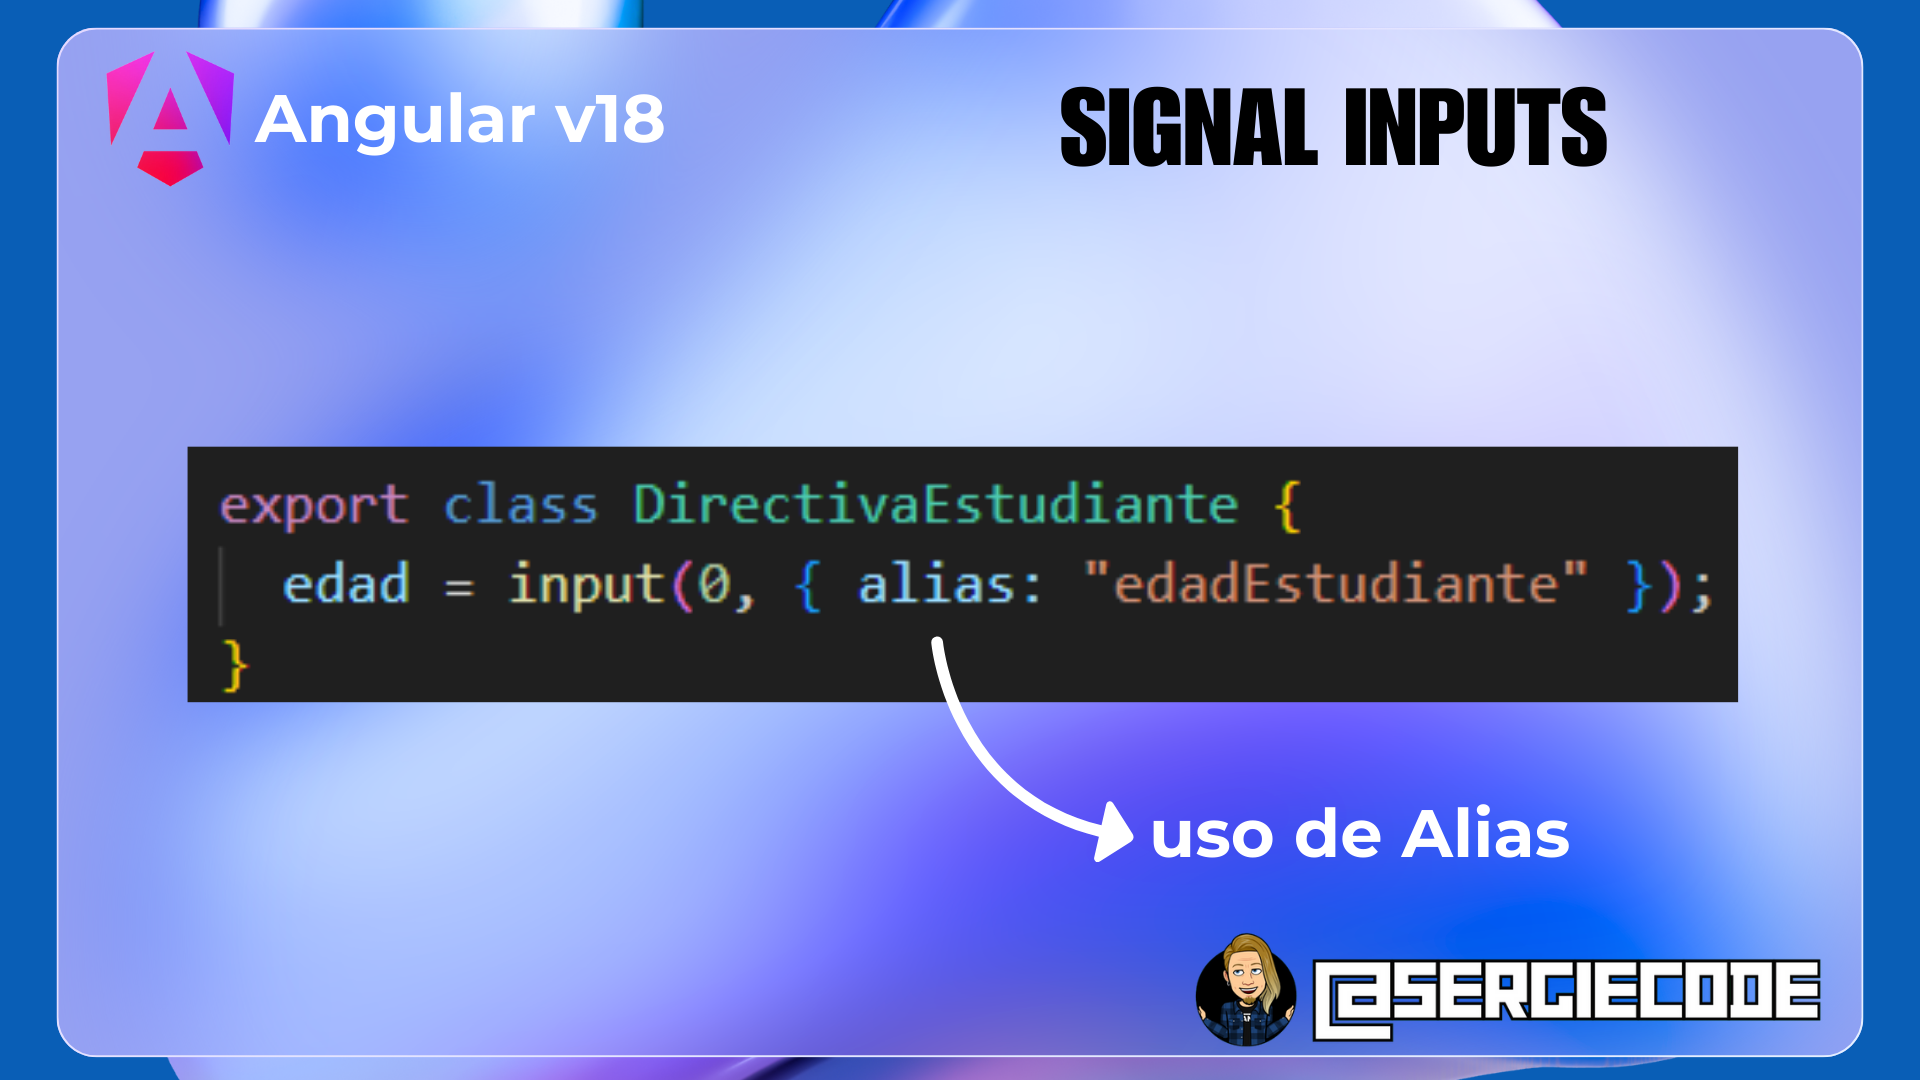 Angular v18
SIGNAL INPUTS
export class DirectivaEstudiante {
edad = input(0, { alias: "edadEstudiante" });
}
uso de Alias
@SERGIECODE